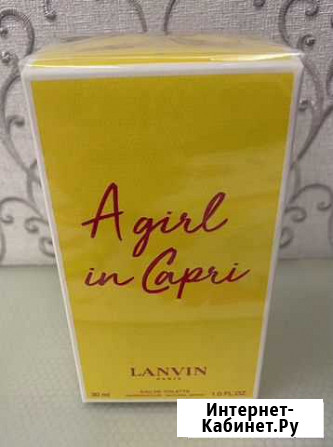 A girl
in Capri
LANVIN
PARIS
EAU DE TOILETTE
30 ml
1.0 FL.OZ
Интернет-
Кабинет.Ру